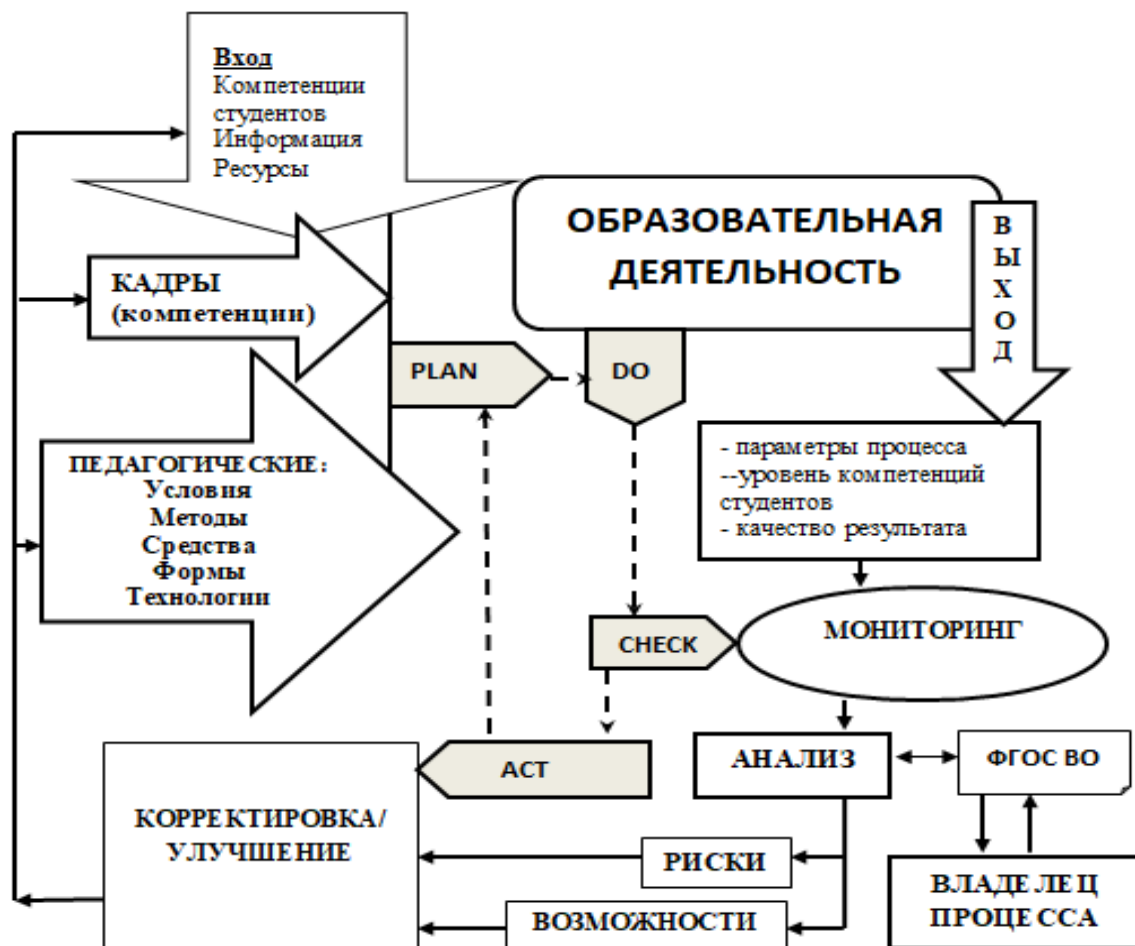 Вход
Компетенции
студентов
Информация
Ресурсы
ОБРАЗОВАТЕЛЬНАЯ
ДЕЯТЕЛЬНОСТЬ
ВЫХОД
КАДРЫ
(компетенции)
PLAN
DO
- параметры процесса
--уровень компетенций
студентов
- качество результата
ПЕДАГОГИЧЕСКИЕ:
Условия
Методы
Средства
Формы
Технологии
CHECK
МОНИТОРИНГ
ACT
АНАЛИЗ
ФГОС ВО
КОРРЕКТИРОВКА/
УЛУЧШЕНИЕ
РИСКИ
ВОЗМОЖНОСТИ
ВЛАДЕЛЕЦ
ПРОЦЕССА